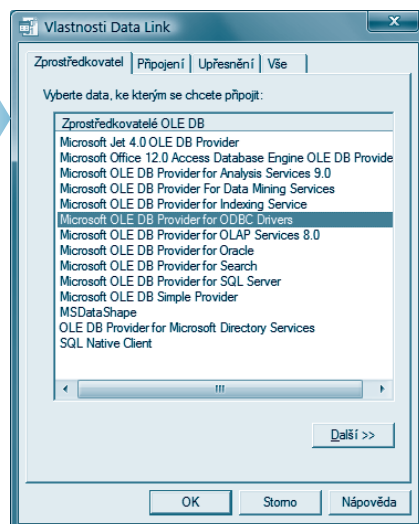 Vlastnosti Data Link
Zprostředkovatel Připojení Upřesnění Vše
Vyberte data, ke kterým se chcete připojit:
Zprostředkovatelé OLE DB
Microsoft Jet 4.0 OLE DB Provider
Microsoft Office 12.0 Access Database Engine OLE DB Provide
Microsoft OLE DB Provider for Analysis Services 9.0
Microsoft OLE DB Provider For Data Mining Services
Microsoft OLE DB Provider for Indexing Service
Microsoft OLE DB Provider for ODBC Drivers
Microsoft OLE DB Provider for OLAP Services 8.0
Microsoft OLE DB Provider for Oracle
Microsoft OLE DB Provider for Search
Microsoft OLE DB Provider for SQL Server
Microsoft OLE DB Simple Provider
MSDataShape
OLE DB Provider for Microsoft Directory Services
SQL Native Client
Další >>
OK Storno Nápověda